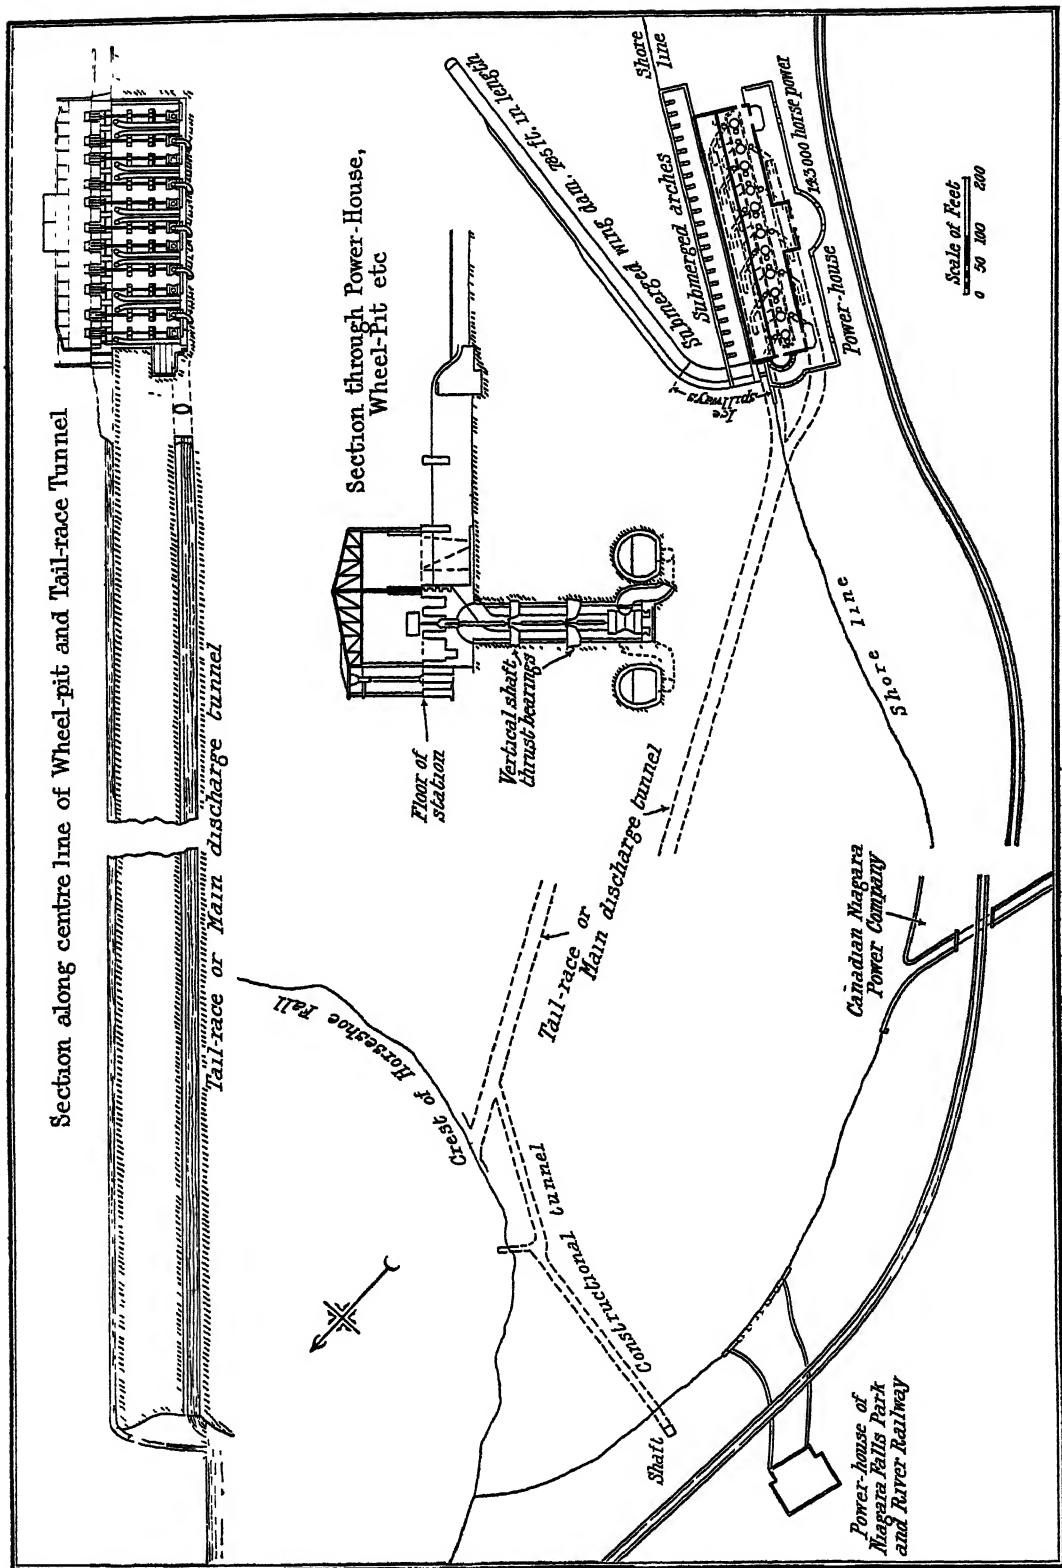 Section along centre line of Wheel-pit and Tail-race Tunnel
Tail-race or Main discharge tunnel
Section through Power-House,
Wheel-Pit etc
Floor of
station
Vertical shaft
thrust bearings
Crest of Horseshoe Fall
Tail-race or
Main discharge tunnel
Constructional tunnel
Shaft
Submerged wing dam, 785 ft. in length
Submerged arches
Shore
line
Ice
spillways
Power-house
143000 horse power
Shore line
Scale of Feet
0 50 100 200
Canadian Niagara
Power Company
Power-house of
Niagara Falls Park
and River Railway